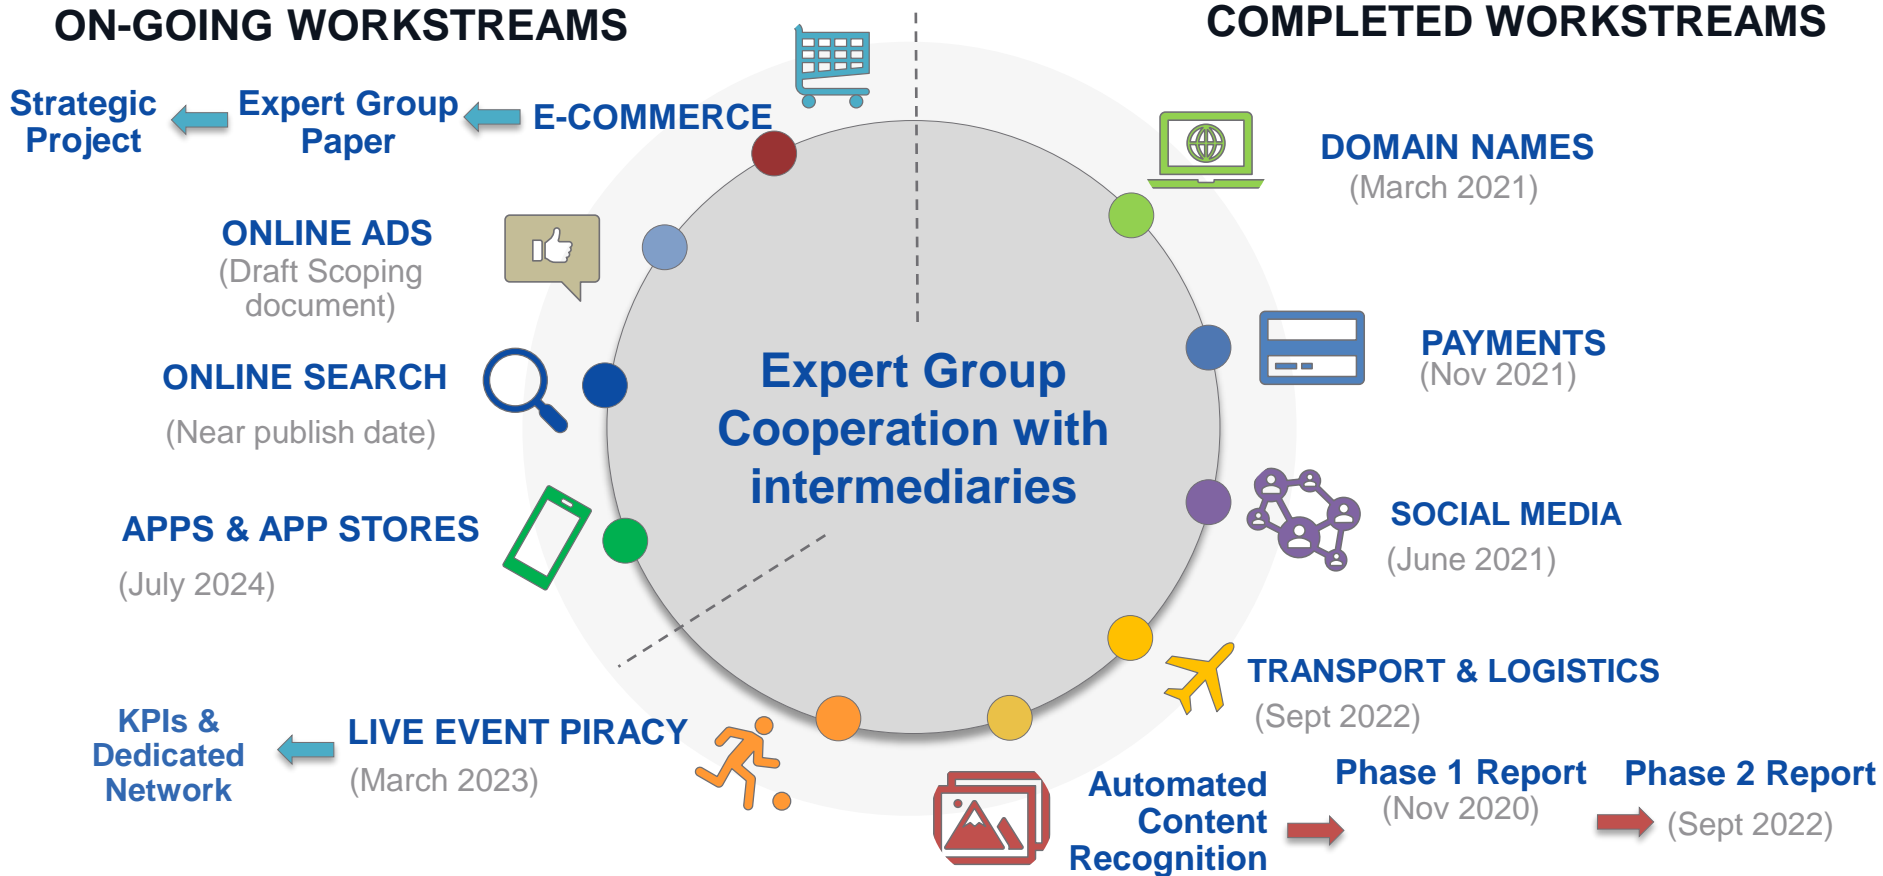 ON-GOING WORKSTREAMS
COMPLETED WORKSTREAMS
Strategic
Project
Expert Group
Paper
E-COMMERCE
ONLINE ADS
(Draft Scoping
document)
ONLINE SEARCH
(Near publish date)
APPS & APP STORES
(July 2024)
KPIs &
Dedicated
Network
LIVE EVENT PIRACY
(March 2023)
Expert Group
Cooperation with
intermediaries
DOMAIN NAMES
(March 2021)
PAYMENTS
(Nov 2021)
SOCIAL MEDIA
(June 2021)
TRANSPORT & LOGISTICS
(Sept 2022)
Automated
Content
Recognition
Phase 1 Report
(Nov 2020)
Phase 2 Report
(Sept 2022)